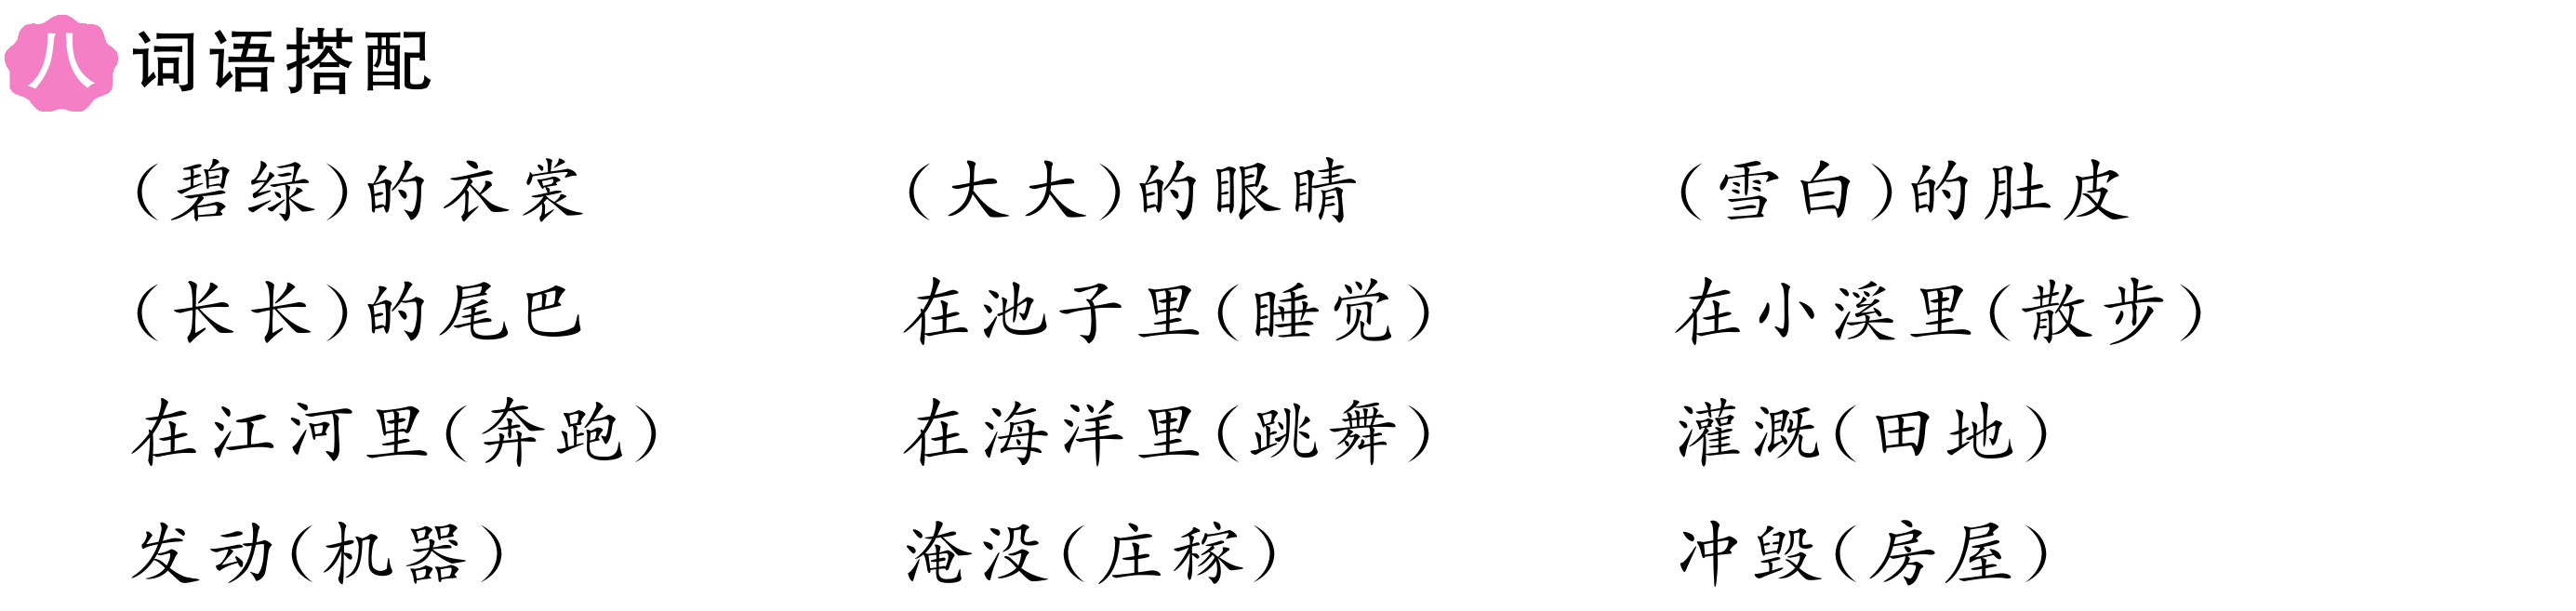 八 词语搭配
(碧绿)的衣裳 (大大)的眼睛 (雪白)的肚皮
(长长)的尾巴 在池子里(睡觉) 在小溪里(散步)
在江河里(奔跑) 在海洋里(跳舞) 灌溉(田地)
发动(机器) 淹没(庄稼) 冲毁(房屋)